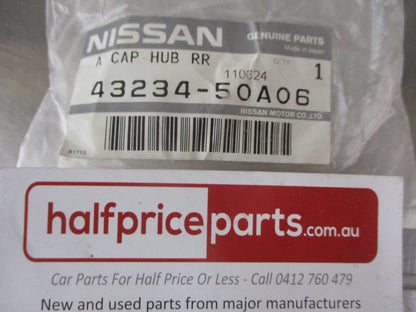 NISSAN GENUINE PARTS
Made in Japan
A CAP HUB RR Q'TY
110624 1
43234-50A06
NISSAN MOTOR CO.,LTD.
halfpriceparts.com.au
Car Parts For Half Price Or Less - Call 0412 760 479
New and used parts from major manufacturers